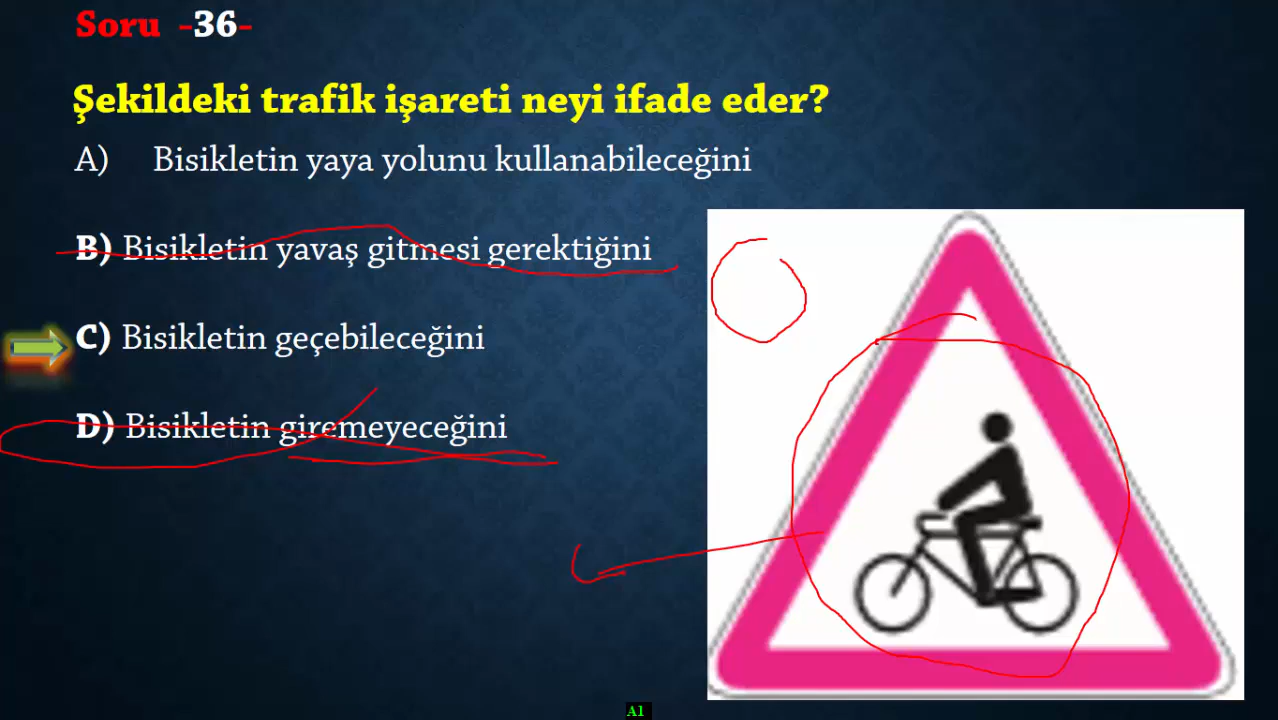 Soru -36-
Şekildeki trafik işareti neyi ifade eder?
A) Bisikletin yaya yolunu kullanabileceğini
B) Bisikletin yavaş gitmesi gerektiğini
C) Bisikletin geçebileceğini
D) Bisikletin giremeyeceğini
A1